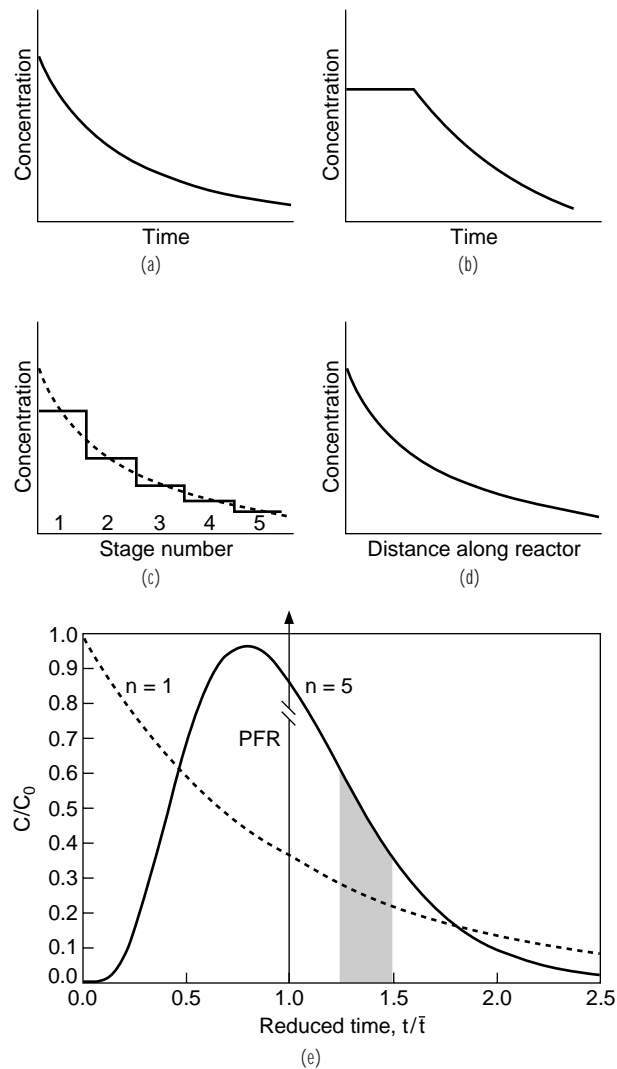 Concentration
Time
(a)
Concentration
Time
(b)
Concentration
1 2 3 4 5
Stage number
(c)
Concentration
Distance along reactor
(d)
1.0
0.9
0.8
0.7
0.6
0.5
0.4
0.3
0.2
0.1
0.0
C/C₀
n = 1
n = 5
PFR
0.0 0.5 1.0 1.5 2.0 2.5
Reduced time, t/t̄
(e)